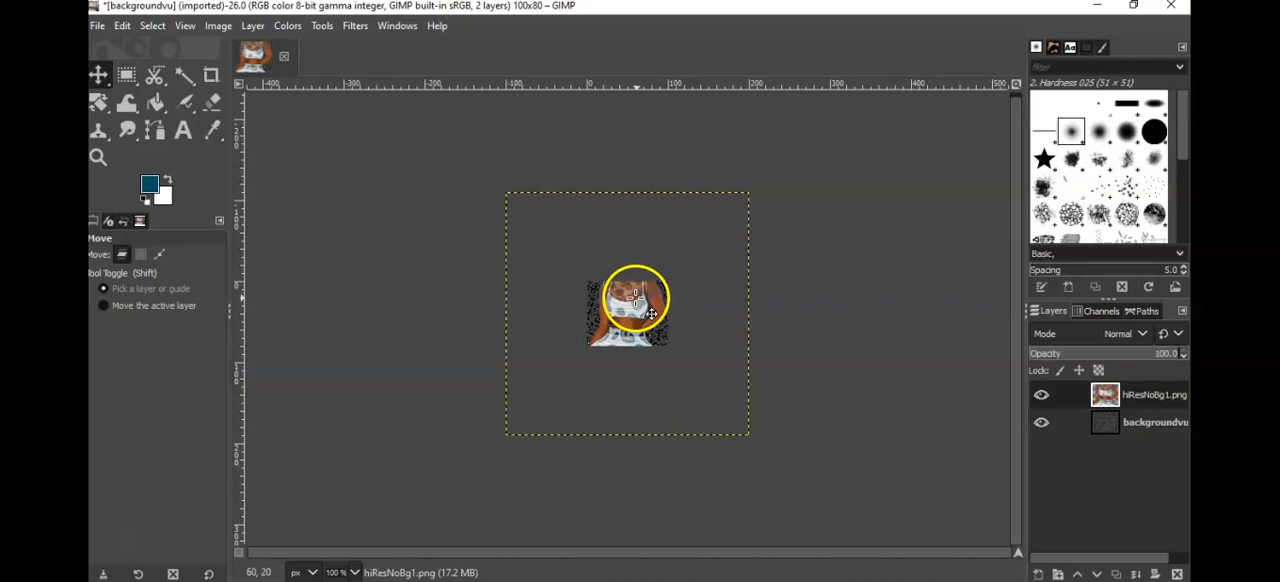 *[backgroundvu] (imported)-26.0 (RGB color 8-bit gamma integer, GIMP built-in sRGB, 2 layers) 100x80 – GIMP
File Edit Select View Image Layer Colors Tools Filters Windows Help
-400 -300 -200 -100 0 100 200 300 400 500
filter
2. Hardness 025 (51 × 51)
Move
Move:
Tool Toggle (Shift)
Pick a layer or guide
Move the active layer
Basic,
Spacing 5.0
Layers Channels Paths
Mode Normal
Opacity 100.0
Lock:
hiResNoBg1.png
backgroundvu
60, 20 px 100 % hiResNoBg1.png (17.2 MB)